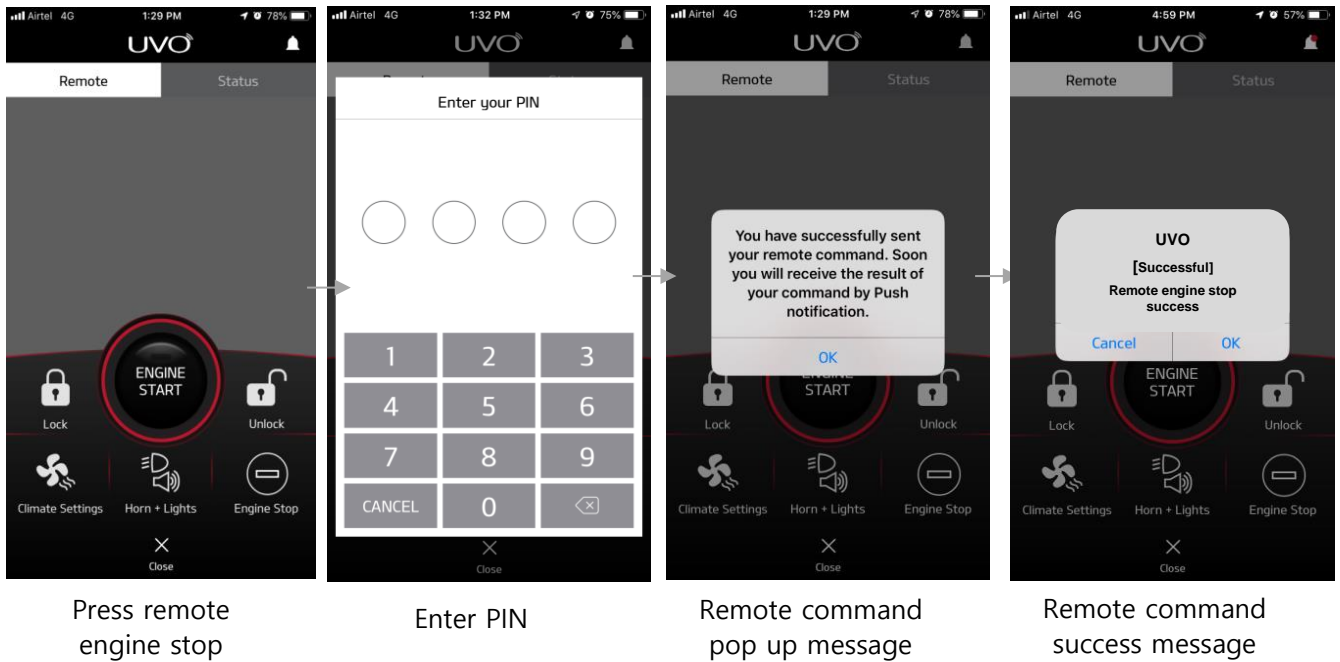 Airtel 4G 1:29 PM 78%
UVO
Remote Status
ENGINE
START
Lock Unlock
Climate Settings Horn + Lights Engine Stop
Close
Press remote
engine stop
Airtel 4G 1:32 PM 75%
UVO
Enter your PIN
1 2 3
4 5 6
7 8 9
CANCEL 0
Close
Enter PIN
Airtel 4G 1:29 PM 78%
UVO
Remote Status
You have successfully sent
your remote command. Soon
you will receive the result of
your command by Push
notification.
OK
ENGINE
START
Lock Unlock
Climate Settings Horn + Lights Engine Stop
Close
Remote command
pop up message
Airtel 4G 4:59 PM 57%
UVO
Remote Status
UVO
[Successful]
Remote engine stop
success
Cancel OK
ENGINE
START
Lock Unlock
Climate Settings Horn + Lights Engine Stop
Close
Remote command
success message